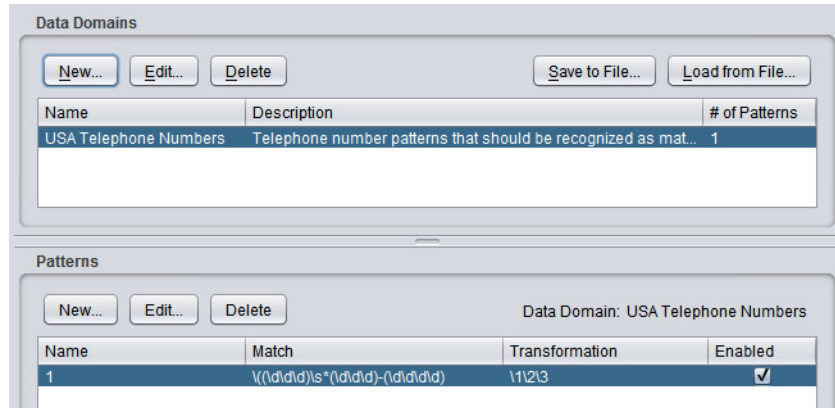 Data Domains
New... Edit... Delete Save to File... Load from File...
Name Description # of Patterns
USA Telephone Numbers Telephone number patterns that should be recognized as mat... 1
Patterns
New... Edit... Delete Data Domain: USA Telephone Numbers
Name Match Transformation Enabled
1 \((\d\d\d)\s*(\d\d\d)-(\d\d\d\d) \1\2\3